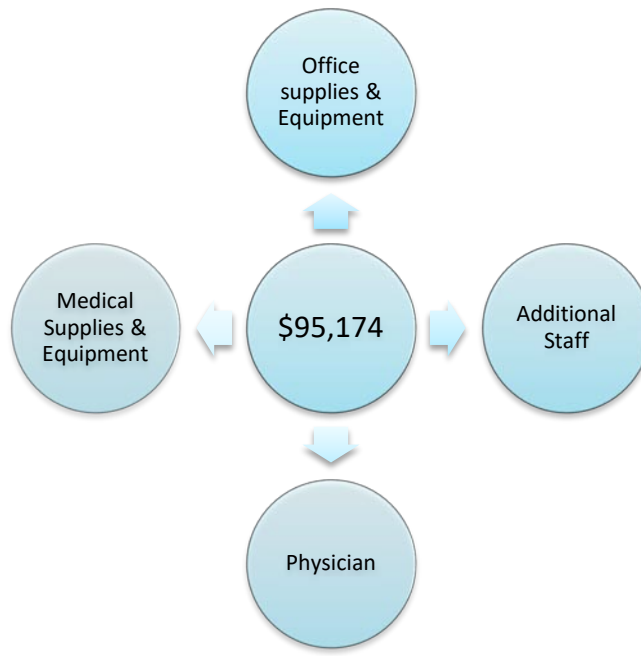 Office
supplies &
Equipment
Medical
Supplies &
Equipment
$95,174
Additional
Staff
Physician